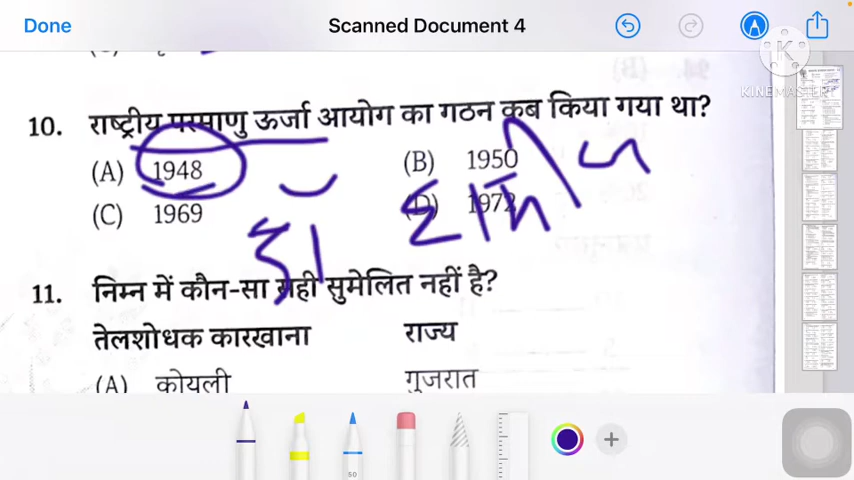 Done
Scanned Document 4
KINEMASTER
10. राष्ट्रीय परमाणु ऊर्जा आयोग का गठन कब किया गया था?
(A) 1948
(B) 1950
(C) 1969
(D) 1972
11. निम्न में कौन-सा सही सुमेलित नहीं है?
तेलशोधक कारखाना राज्य
(A) कोयली गुजरात
50